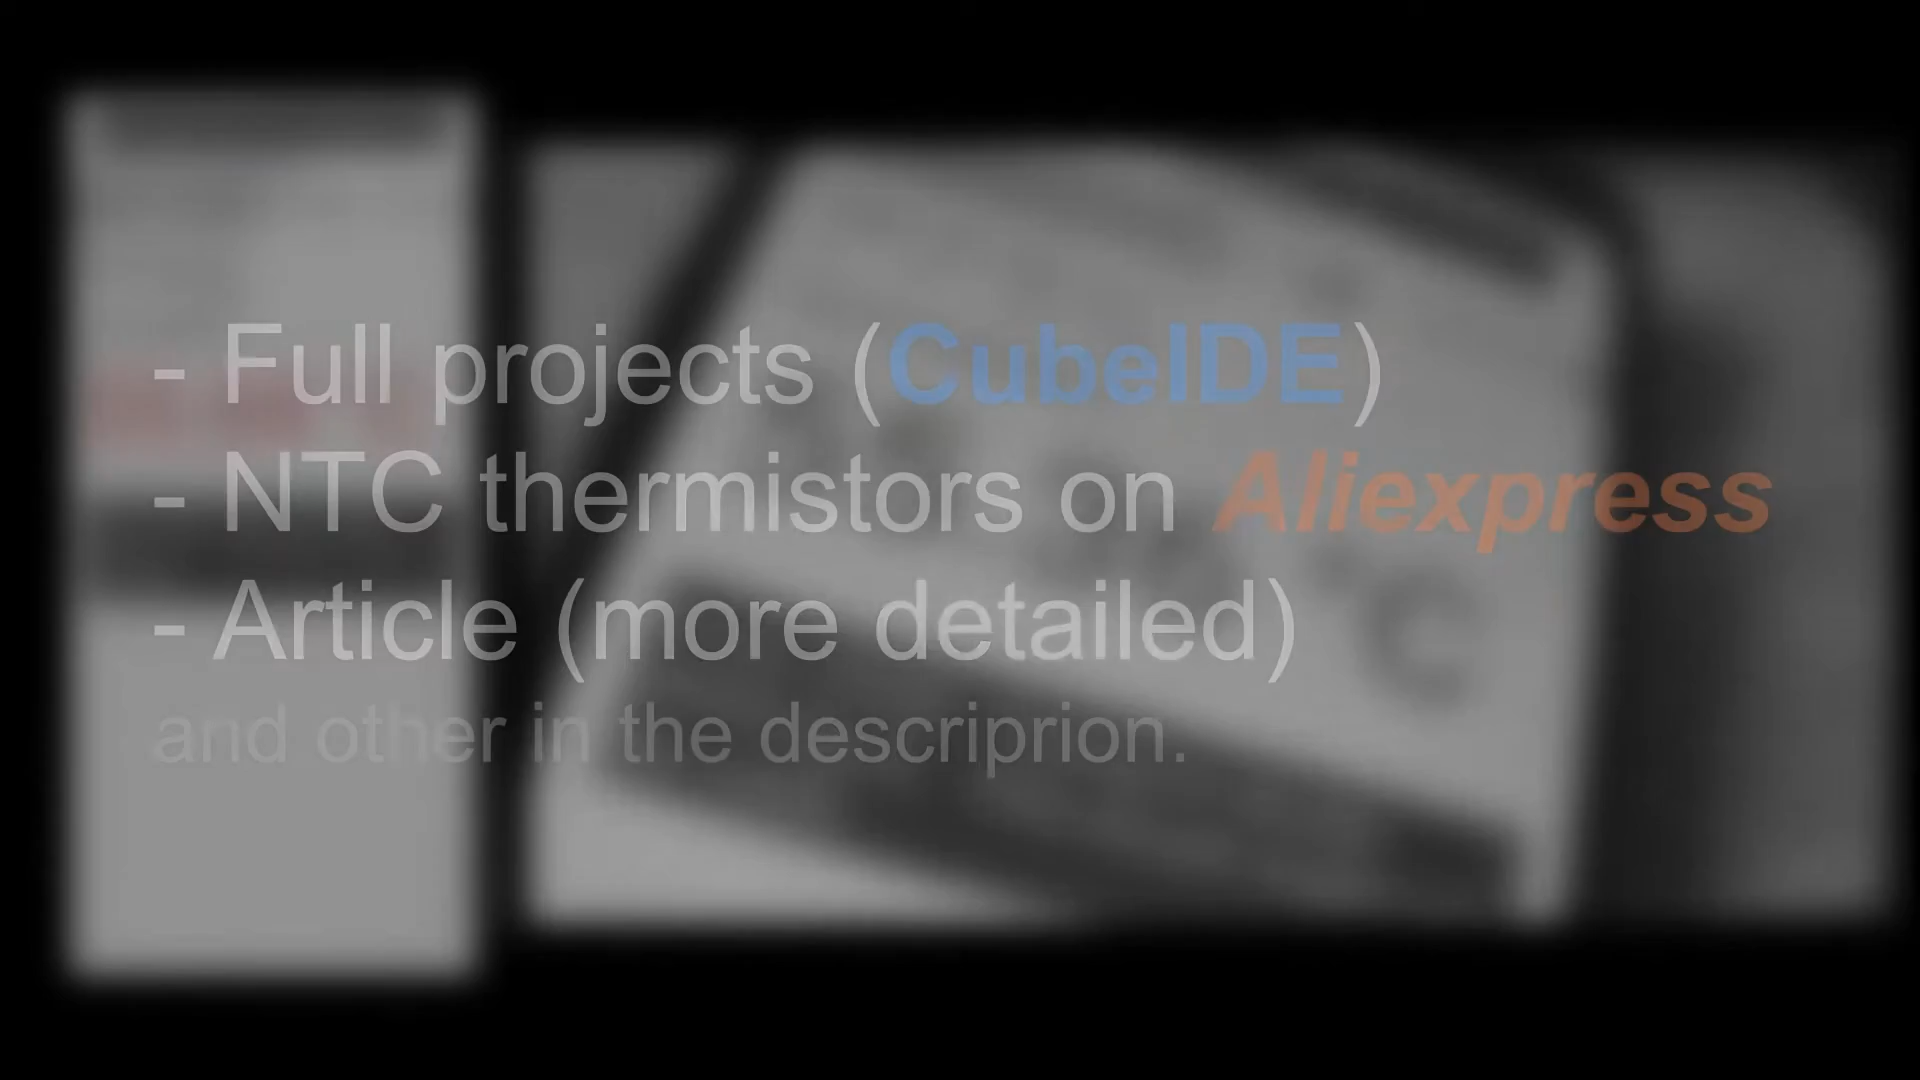 - Full projects (CubeIDE)
- NTC thermistors on Aliexpress
- Article (more detailed)
and other in the descriprion.